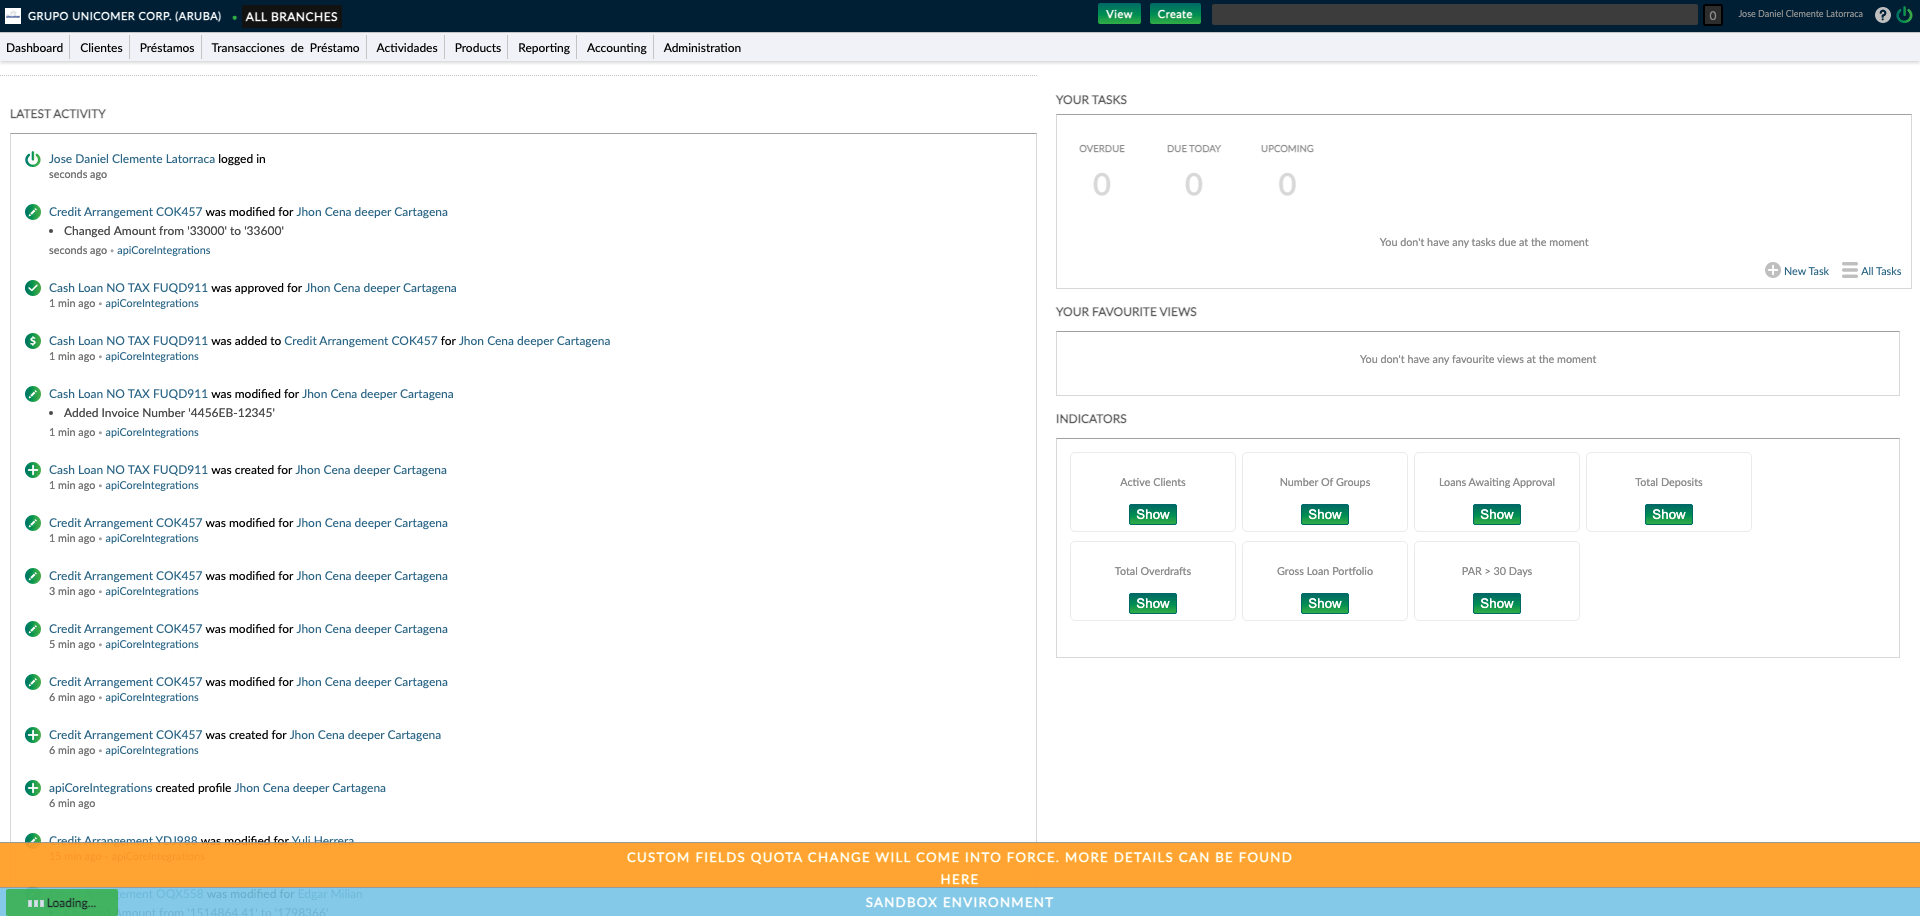 GRUPO UNICOMER CORP. (ARUBA) • ALL BRANCHES
View Create
0
Jose Daniel Clemente Latorraca
Dashboard Clientes Préstamos Transacciones de Préstamo Actividades Products Reporting Accounting Administration
LATEST ACTIVITY
Jose Daniel Clemente Latorraca logged in
seconds ago
Credit Arrangement COK457 was modified for Jhon Cena deeper Cartagena
• Changed Amount from '33000' to '33600'
seconds ago • apiCoreIntegrations
Cash Loan NO TAX FUQD911 was approved for Jhon Cena deeper Cartagena
1 min ago • apiCoreIntegrations
Cash Loan NO TAX FUQD911 was added to Credit Arrangement COK457 for Jhon Cena deeper Cartagena
1 min ago • apiCoreIntegrations
Cash Loan NO TAX FUQD911 was modified for Jhon Cena deeper Cartagena
• Added Invoice Number '4456EB-12345'
1 min ago • apiCoreIntegrations
Cash Loan NO TAX FUQD911 was created for Jhon Cena deeper Cartagena
1 min ago • apiCoreIntegrations
Credit Arrangement COK457 was modified for Jhon Cena deeper Cartagena
1 min ago • apiCoreIntegrations
Credit Arrangement COK457 was modified for Jhon Cena deeper Cartagena
3 min ago • apiCoreIntegrations
Credit Arrangement COK457 was modified for Jhon Cena deeper Cartagena
5 min ago • apiCoreIntegrations
Credit Arrangement COK457 was modified for Jhon Cena deeper Cartagena
6 min ago • apiCoreIntegrations
Credit Arrangement COK457 was created for Jhon Cena deeper Cartagena
6 min ago • apiCoreIntegrations
apiCoreIntegrations created profile Jhon Cena deeper Cartagena
6 min ago
Credit Arrangement YDJ988 was modified for Yuli Herrera
15 min ago • apiCoreIntegrations
was modified for Edgar Milian
Amount from '1514864.41' to '1798366'
YOUR TASKS
OVERDUE DUE TODAY UPCOMING
0 0 0
You don't have any tasks due at the moment
New Task All Tasks
YOUR FAVOURITE VIEWS
You don't have any favourite views at the moment
INDICATORS
Active Clients Number Of Groups Loans Awaiting Approval Total Deposits
Show Show Show Show
Total Overdrafts Gross Loan Portfolio PAR > 30 Days
Show Show Show
CUSTOM FIELDS QUOTA CHANGE WILL COME INTO FORCE. MORE DETAILS CAN BE FOUND
HERE
Loading...
SANDBOX ENVIRONMENT